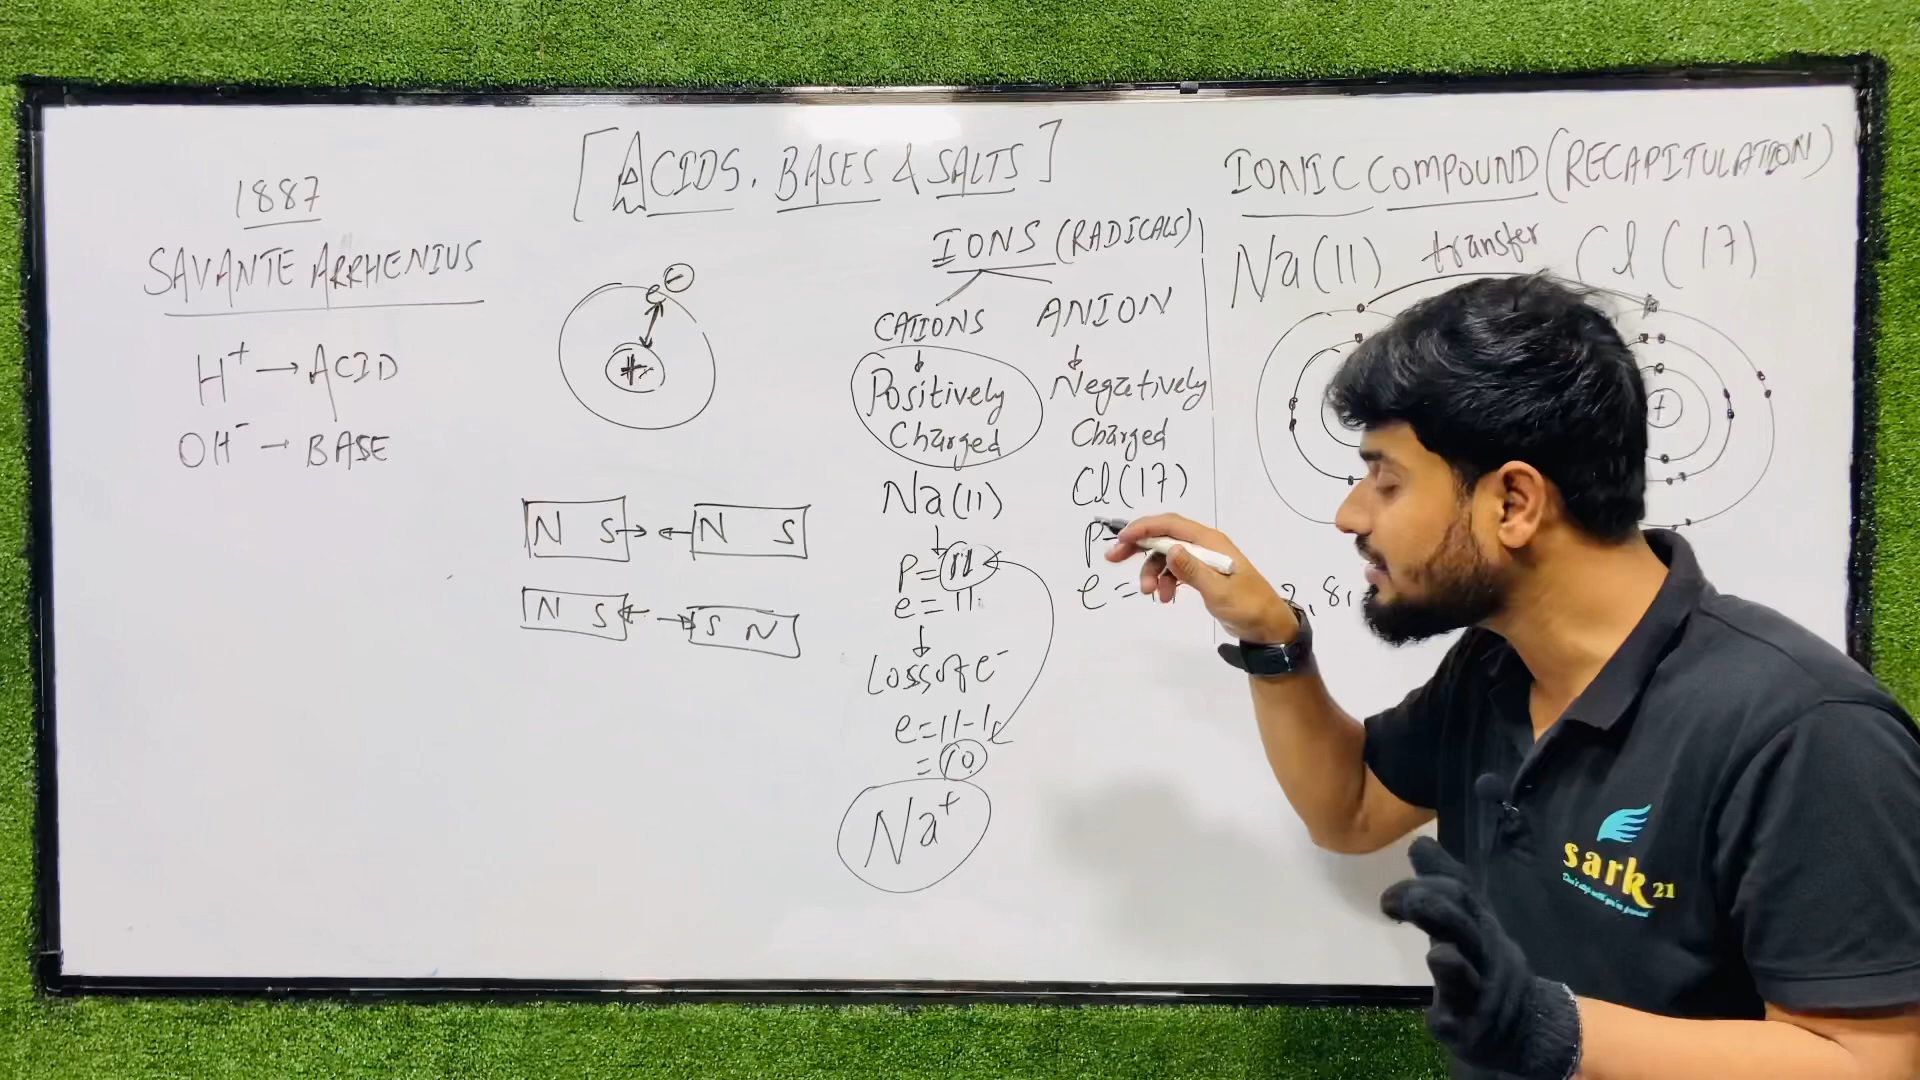 [ACIDS, BASES & SALTS]
1887
SAVANTE ARRHENIUS
H⁺ → ACID
OH⁻ → BASE
e ⊖
+
N S → ← N S
N S ← → S N
IONS (RADICALS)
CATIONS
↓
Positively
Charged
Na(11)
↓
P = 11
e = 11
↓
Loss of e⁻
e = 11-1
= 10
Na⁺
ANION
↓
Negatively
Charged
Cl(17)
P=
e =
IONIC COMPOUND (RECAPITULATION)
Na(11) transfer Cl (17)
+
2, 8,
sark 21